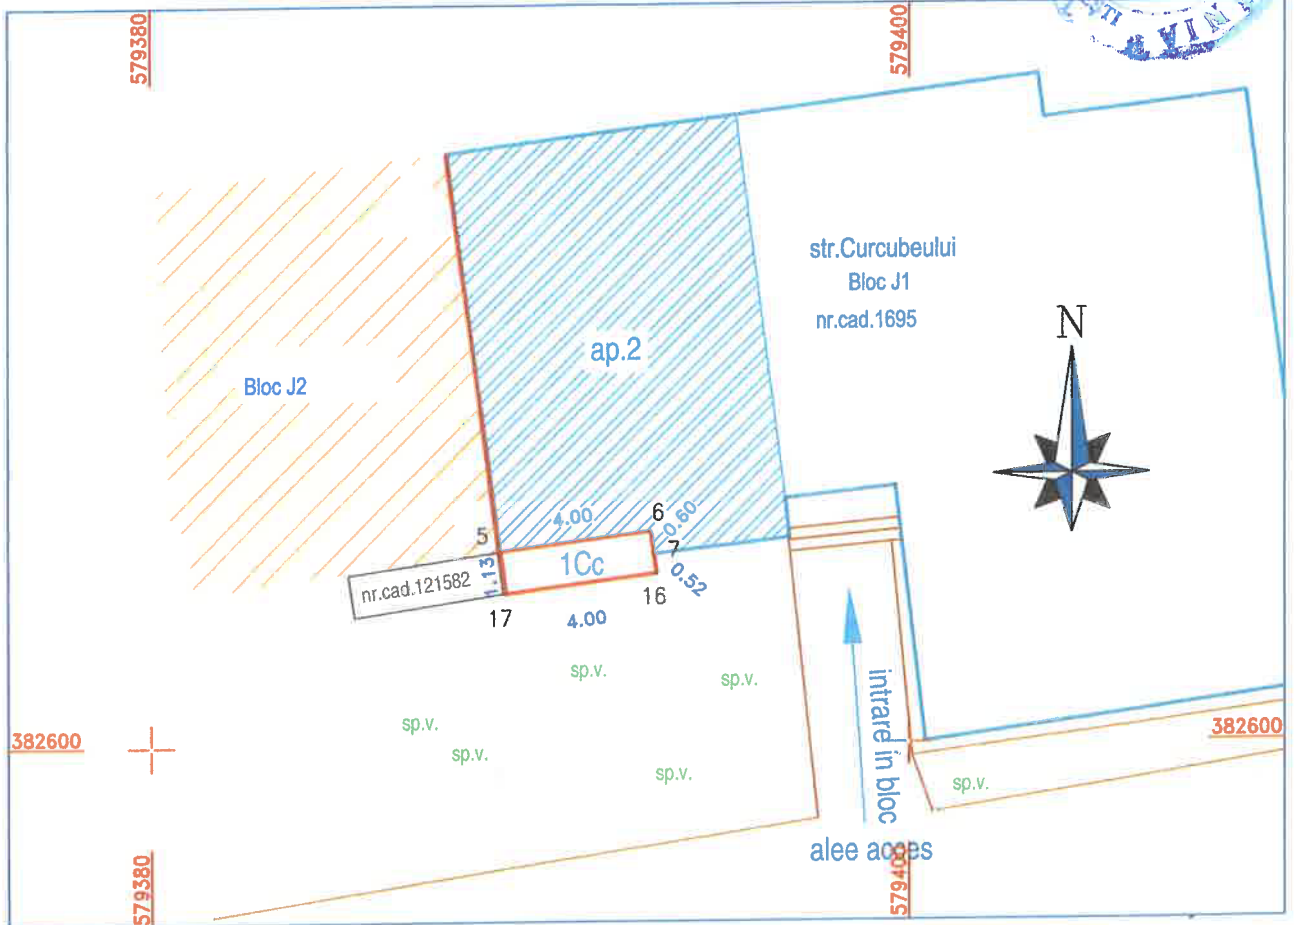 579380
579400
str.Curcubeului
Bloc J1
nr.cad.1695
N
ap.2
Bloc J2
4.00
6
0.60
5
7
1Cc
1.13
0.52
nr.cad.121582
16
17
4.00
sp.v.
sp.v.
sp.v.
sp.v.
sp.v.
sp.v.
intrare în bloc
382600
382600
alee acces
579380
579400